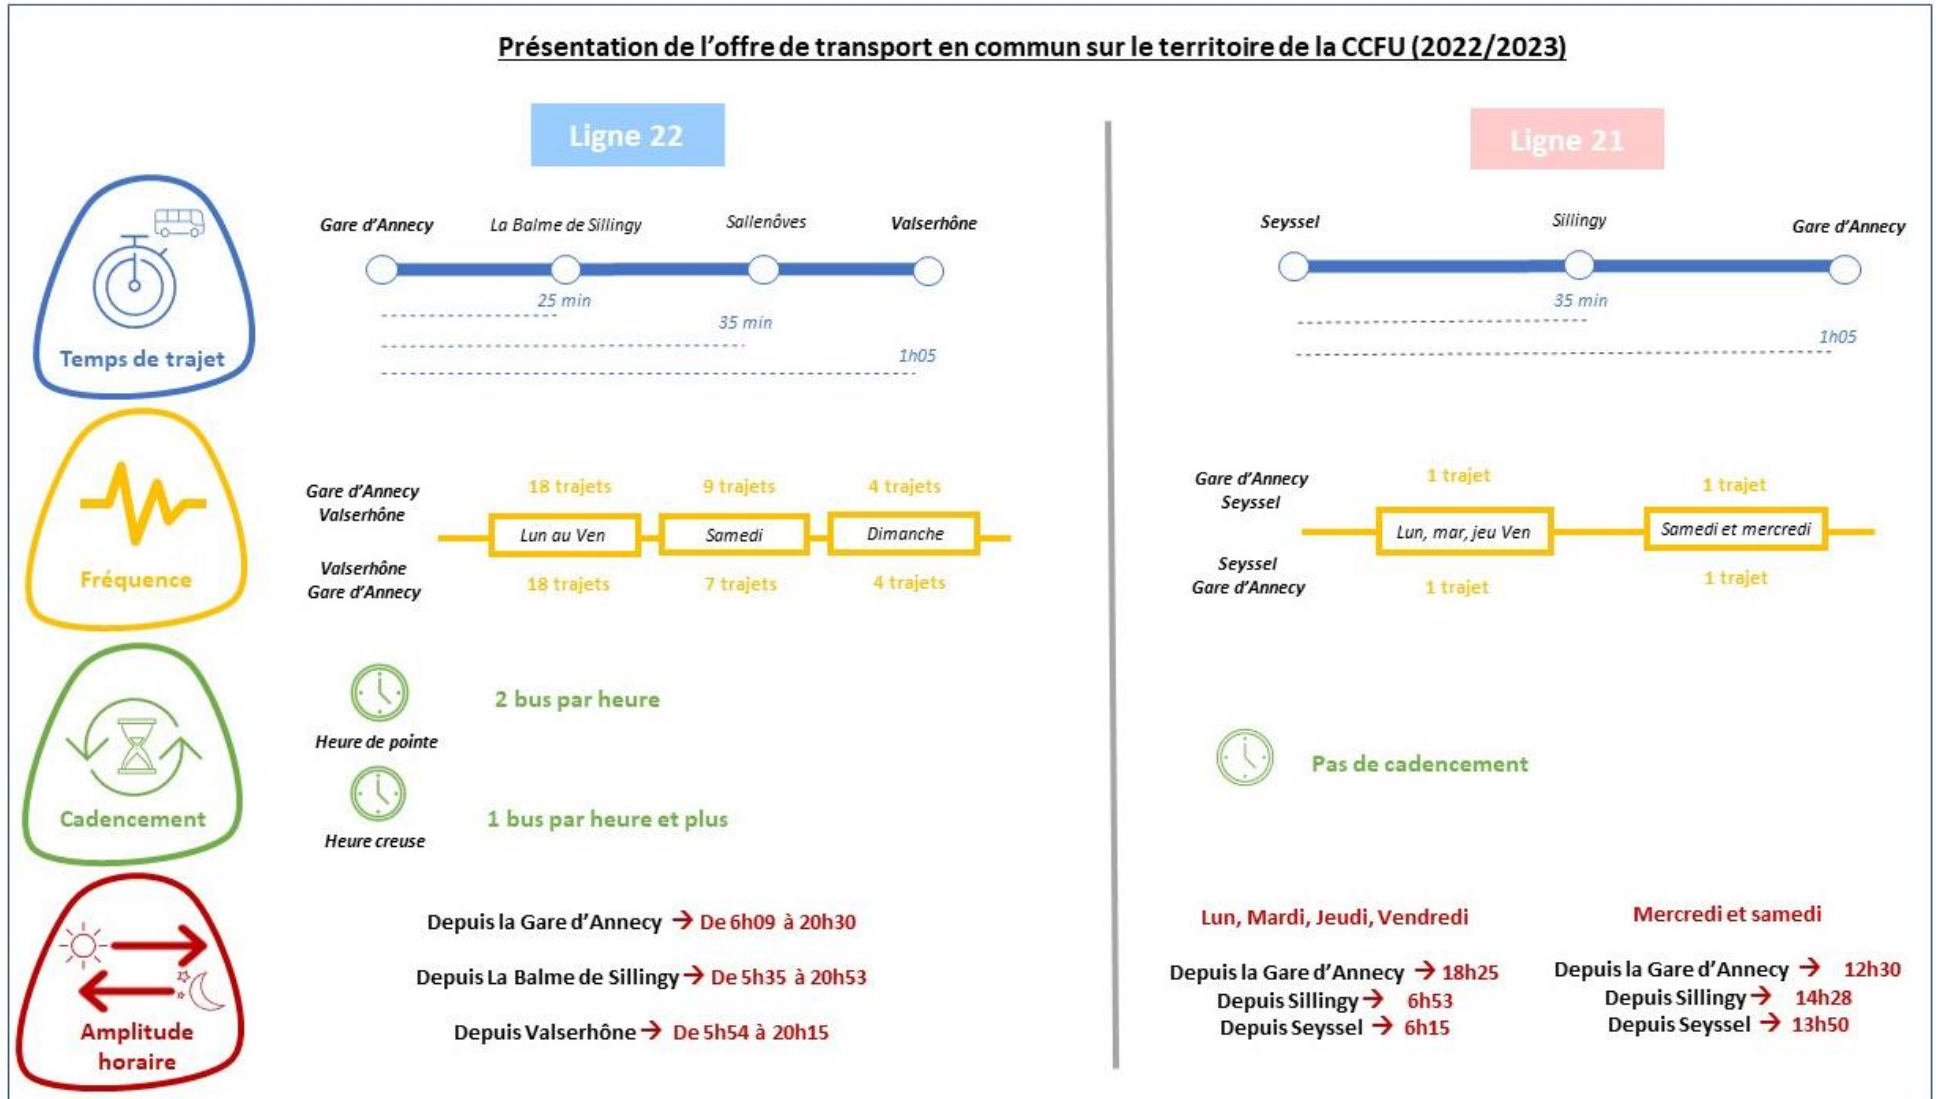 Présentation de l'offre de transport en commun sur le territoire de la CCFU (2022/2023)
Ligne 22
Ligne 21
Temps de trajet
Gare d'Annecy
La Balme de Sillingy
Sallenôves
Valserhône
25 min
35 min
1h05
Seyssel
Sillingy
Gare d'Annecy
35 min
1h05
Fréquence
Gare d'Annecy
Valserhône
18 trajets
9 trajets
4 trajets
Lun au Ven
Samedi
Dimanche
Valserhône
Gare d'Annecy
18 trajets
7 trajets
4 trajets
Gare d'Annecy
Seyssel
1 trajet
1 trajet
Lun, mar, jeu Ven
Samedi et mercredi
Seyssel
Gare d'Annecy
1 trajet
1 trajet
Cadencement
2 bus par heure
Heure de pointe
1 bus par heure et plus
Heure creuse
Pas de cadencement
Amplitude
horaire
Depuis la Gare d'Annecy → De 6h09 à 20h30
Depuis La Balme de Sillingy → De 5h35 à 20h53
Depuis Valserhône → De 5h54 à 20h15
Lun, Mardi, Jeudi, Vendredi
Depuis la Gare d'Annecy → 18h25
Depuis Sillingy → 6h53
Depuis Seyssel → 6h15
Mercredi et samedi
Depuis la Gare d'Annecy → 12h30
Depuis Sillingy → 14h28
Depuis Seyssel → 13h50